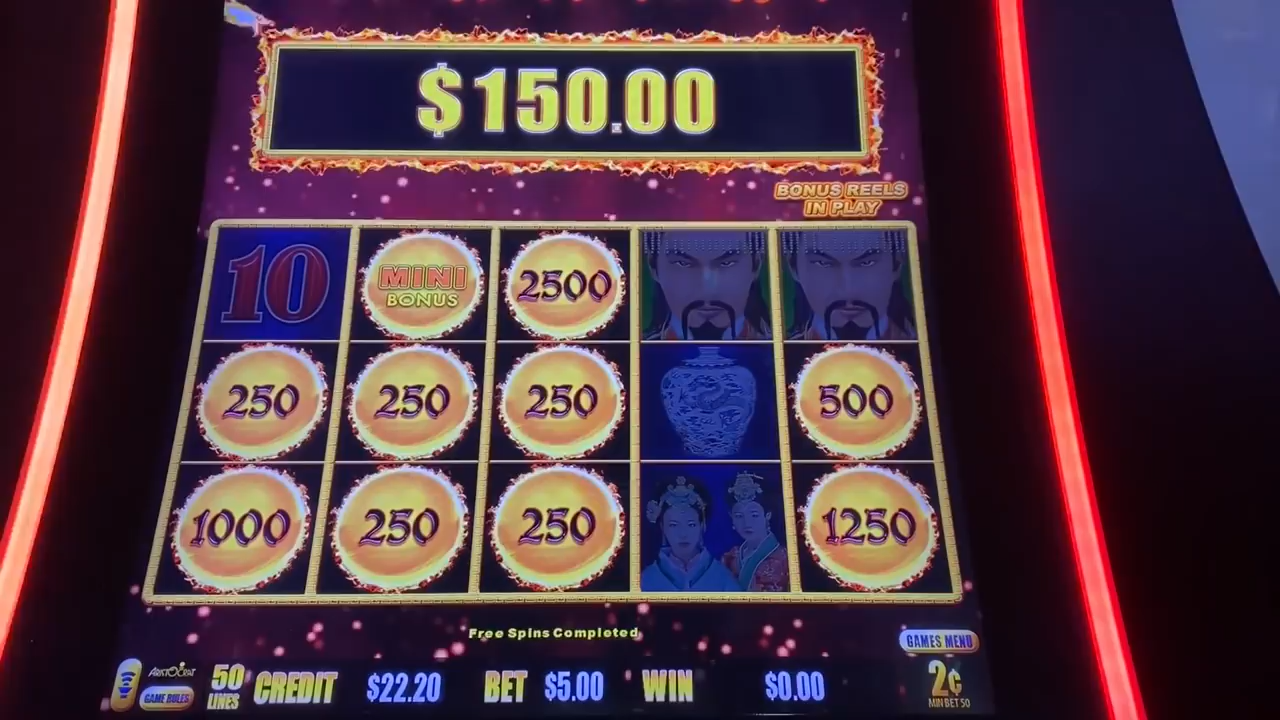 $150.00
BONUS REELS
IN PLAY
10
MINI
BONUS
2500
250
250
250
500
1000
250
250
1250
Free Spins Completed
GAMES MENU
ARISTOCRAT
GAME RULES
50
LINES
CREDIT $22.20 BET $5.00 WIN $0.00
2¢
MIN BET 50